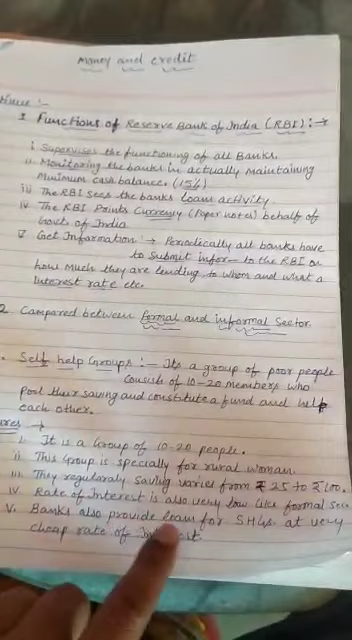 money and credit
1 Functions of Reserve Bank of India (RBI):→
i Supervises the functioning of all Banks.
ii. Monitoring the banks in actually maintaining
Minimum cash balance. (15%)
iii The RBI Sees the banks loans activity
iv. The RBI Prints Currency (Paper notes) behalf of
Govts of India
v Get Information :→ Periodically all banks have
to Submit infor— to the RBI on
how much they are lending, to whom and what a
Interest rate etc.
2. Compared between formal and informal Sector.
Self help Groups :- Its a group of poor people
Consists of 10-20 members who
Pool their saving and constitute a fund and help
each other.
i. It is a Group of 10-20 people.
ii. This Group is specially for rural woman.
iii. They regularaly saving varies from ₹ 25 to ₹ 100.
iv Rate of Interest is also very low like formal Sec
v. Banks also provide loan for SHGs. at very
cheap rate of